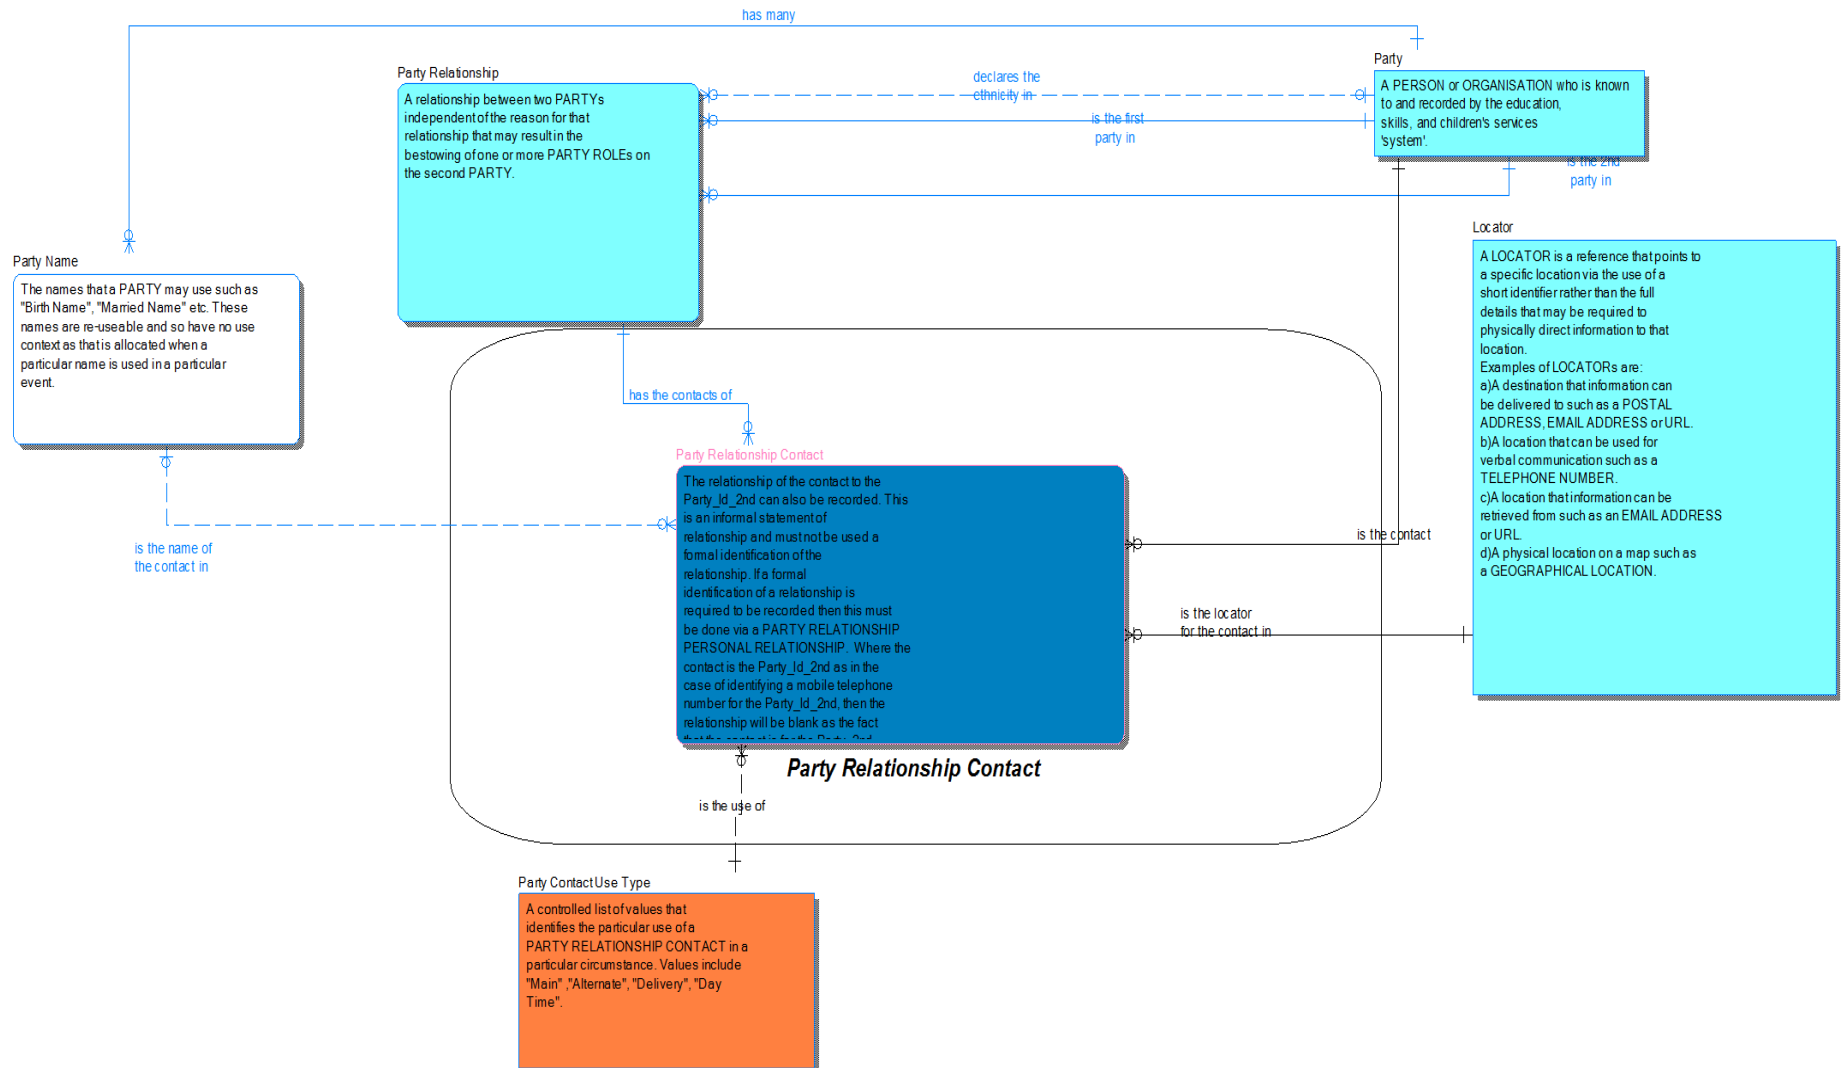 has many
Party
A PERSON or ORGANISATION who is known
to and recorded by the education,
skills, and children's services
'system'.
Party Relationship
A relationship between two PARTYs
independent of the reason for that
relationship that may result in the
bestowing of one or more PARTY ROLEs on
the second PARTY.
declares the
ethnicity in
is the first
party in
is the 2nd
party in
Locator
A LOCATOR is a reference that points to
a specific location via the use of a
short identifier rather than the full
details that may be required to
physically direct information to that
location.
Examples of LOCATORs are:
a)A destination that information can
be delivered to such as a POSTAL
ADDRESS, EMAIL ADDRESS or URL.
b)A location that can be used for
verbal communication such as a
TELEPHONE NUMBER.
c)A location that information can be
retrieved from such as an EMAIL ADDRESS
or URL.
d)A physical location on a map such as
a GEOGRAPHICAL LOCATION.
Party Name
The names that a PARTY may use such as
"Birth Name", "Married Name" etc. These
names are re-useable and so have no use
context as that is allocated when a
particular name is used in a particular
event.
has the contacts of
Party Relationship Contact
The relationship of the contact to the
Party_Id_2nd can also be recorded. This
is an informal statement of
relationship and must not be used a
formal identification of the
relationship. If a formal
identification of a relationship is
required to be recorded then this must
be done via a PARTY RELATIONSHIP
PERSONAL RELATIONSHIP. Where the
contact is the Party_Id_2nd as in the
case of identifying a mobile telephone
number for the Party_Id_2nd, then the
relationship will be blank as the fact
that the contact is for the Party_2nd
is the name of
the contact in
is the contact
is the locator
for the contact in
Party Relationship Contact
is the use of
Party Contact Use Type
A controlled list of values that
identifies the particular use of a
PARTY RELATIONSHIP CONTACT in a
particular circumstance. Values include
"Main" ,"Alternate", "Delivery", "Day
Time".